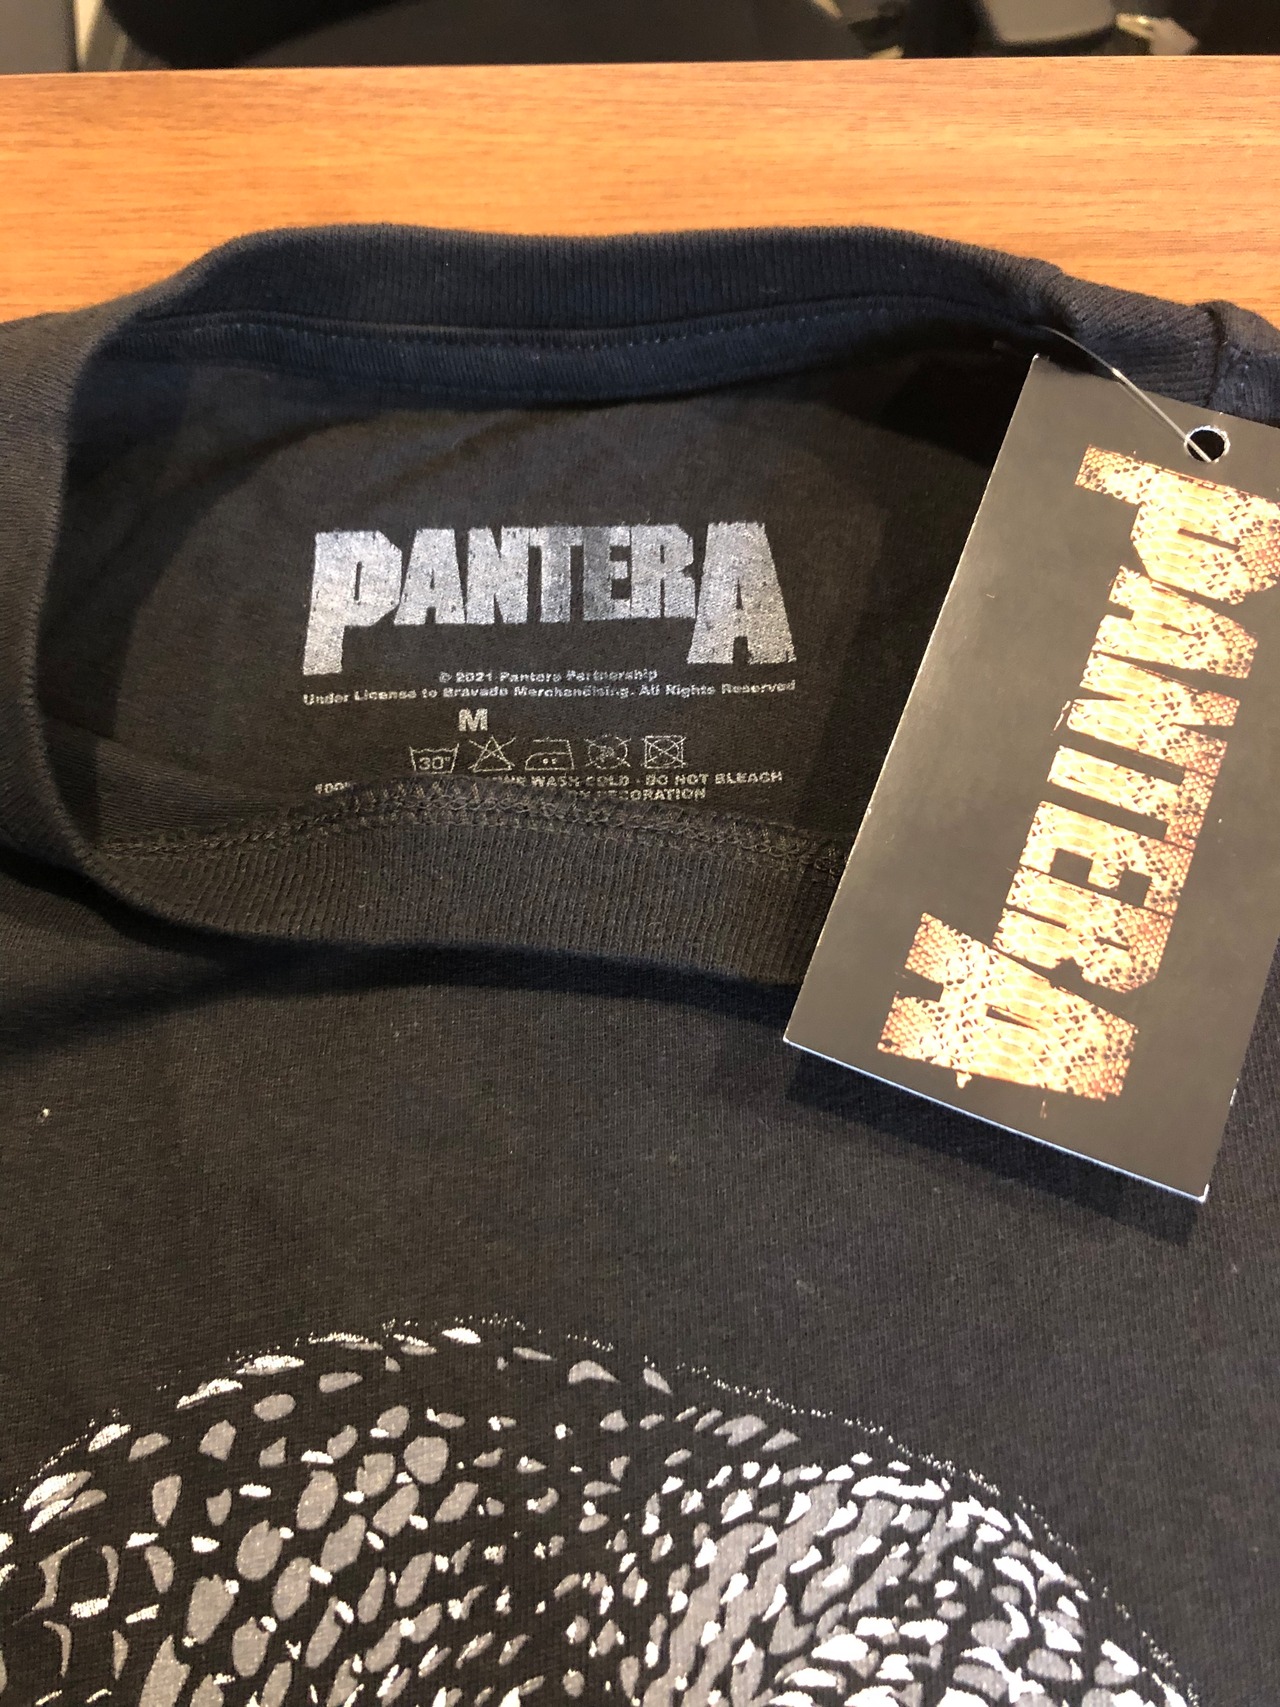 PANTERA
© 2021 Pantera Partnership
Under License to Bravado Merchandising. All Rights Reserved
M
30°
WASH COLD - DO NOT BLEACH
PANTERA